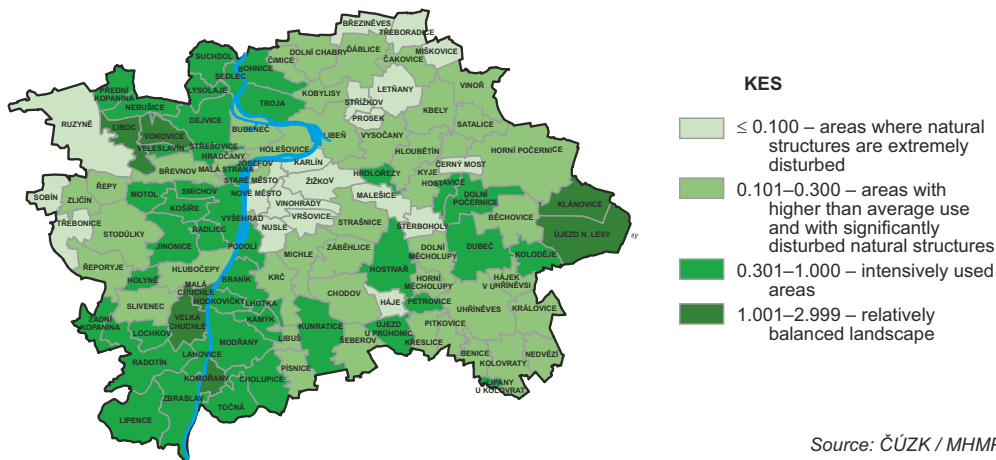 BŘEZINĚVES
TŘEBORADICE
DOLNÍ CHABRY
ĎÁBLICE
MIŠKOVICE
SUCHDOL
BOHNICE
ČIMICE
ČAKOVICE
SEDLEC
VINOŘ
PŘEDNÍ
KOPANINA
LYSOLAJE
LETŇANY
KOBYLISY
NEBUŠICE
TROJA
STŘÍŽKOV
KBELY
RUZYNĚ
DEJVICE
PROSEK
SATALICE
LIBOC
BUBENEČ
VOKOVICE
LIBEŇ
VYSOČANY
VELESLAVÍN
STŘEŠOVICE
HOLEŠOVICE
HLOUBĚTÍN
HORNÍ POČERNICE
HRADČANY
JOSEFOV
KARLÍN
ČERNÝ MOST
BŘEVNOV
MALÁ STRANA
HRDLOŘEZY
KYJE
STARÉ MĚSTO
ŽIŽKOV
HOSTAVICE
ŘEPY
MOTOL
SMÍCHOV
NOVÉ MĚSTO
MALEŠICE
DOLNÍ
POČERNICE
SOBÍN
ZLIČÍN
KOŠÍŘE
VINOHRADY
KLÁNOVICE
TŘEBONICE
VYŠEHRAD
VRŠOVICE
STRAŠNICE
BĚCHOVICE
STODŮLKY
RADLICE
NUSLE
ŠTĚRBOHOLY
ÚJEZD N. LESY
sy
JINONICE
PODOLÍ
ZÁBĚHLICE
DOLNÍ
MĚCHOLUPY
DUBEČ
MICHLE
KOLODĚJE
ŘEPORYJE
HLUBOČEPY
HOSTIVAŘ
HOLYNĚ
BRANÍK
KRČ
HORNÍ
MĚCHOLUPY
HÁJEK
V UHŘÍNĚVSI
MALÁ
CHUCHLE
CHODOV
SLIVENEC
HODKOVIČKY
LHOTKA
HÁJE
PETROVICE
UHŘÍNĚVES
KRÁLOVICE
ZADNÍ
KOPANINA
VELKÁ
CHUCHLE
KAMÝK
KUNRATICE
ÚJEZD
U PRŮHONIC
PITKOVICE
LOCHKOV
MODŘANY
LIBUŠ
ŠEBEROV
KŘESLICE
LAHOVICE
BENICE
NEDVĚZÍ
RADOTÍN
PÍSNICE
KOLOVRATY
KOMOŘANY
CHOLUPICE
LIPANY
U KOLOVRAT
ZBRASLAV
TOČNÁ
LIPENCE
KES
≤ 0.100 – areas where natural
structures are extremely
disturbed
0.101–0.300 – areas with
higher than average use
and with significantly
disturbed natural structures
0.301–1.000 – intensively used
areas
1.001–2.999 – relatively
balanced landscape
Source: ČÚZK / MHMP